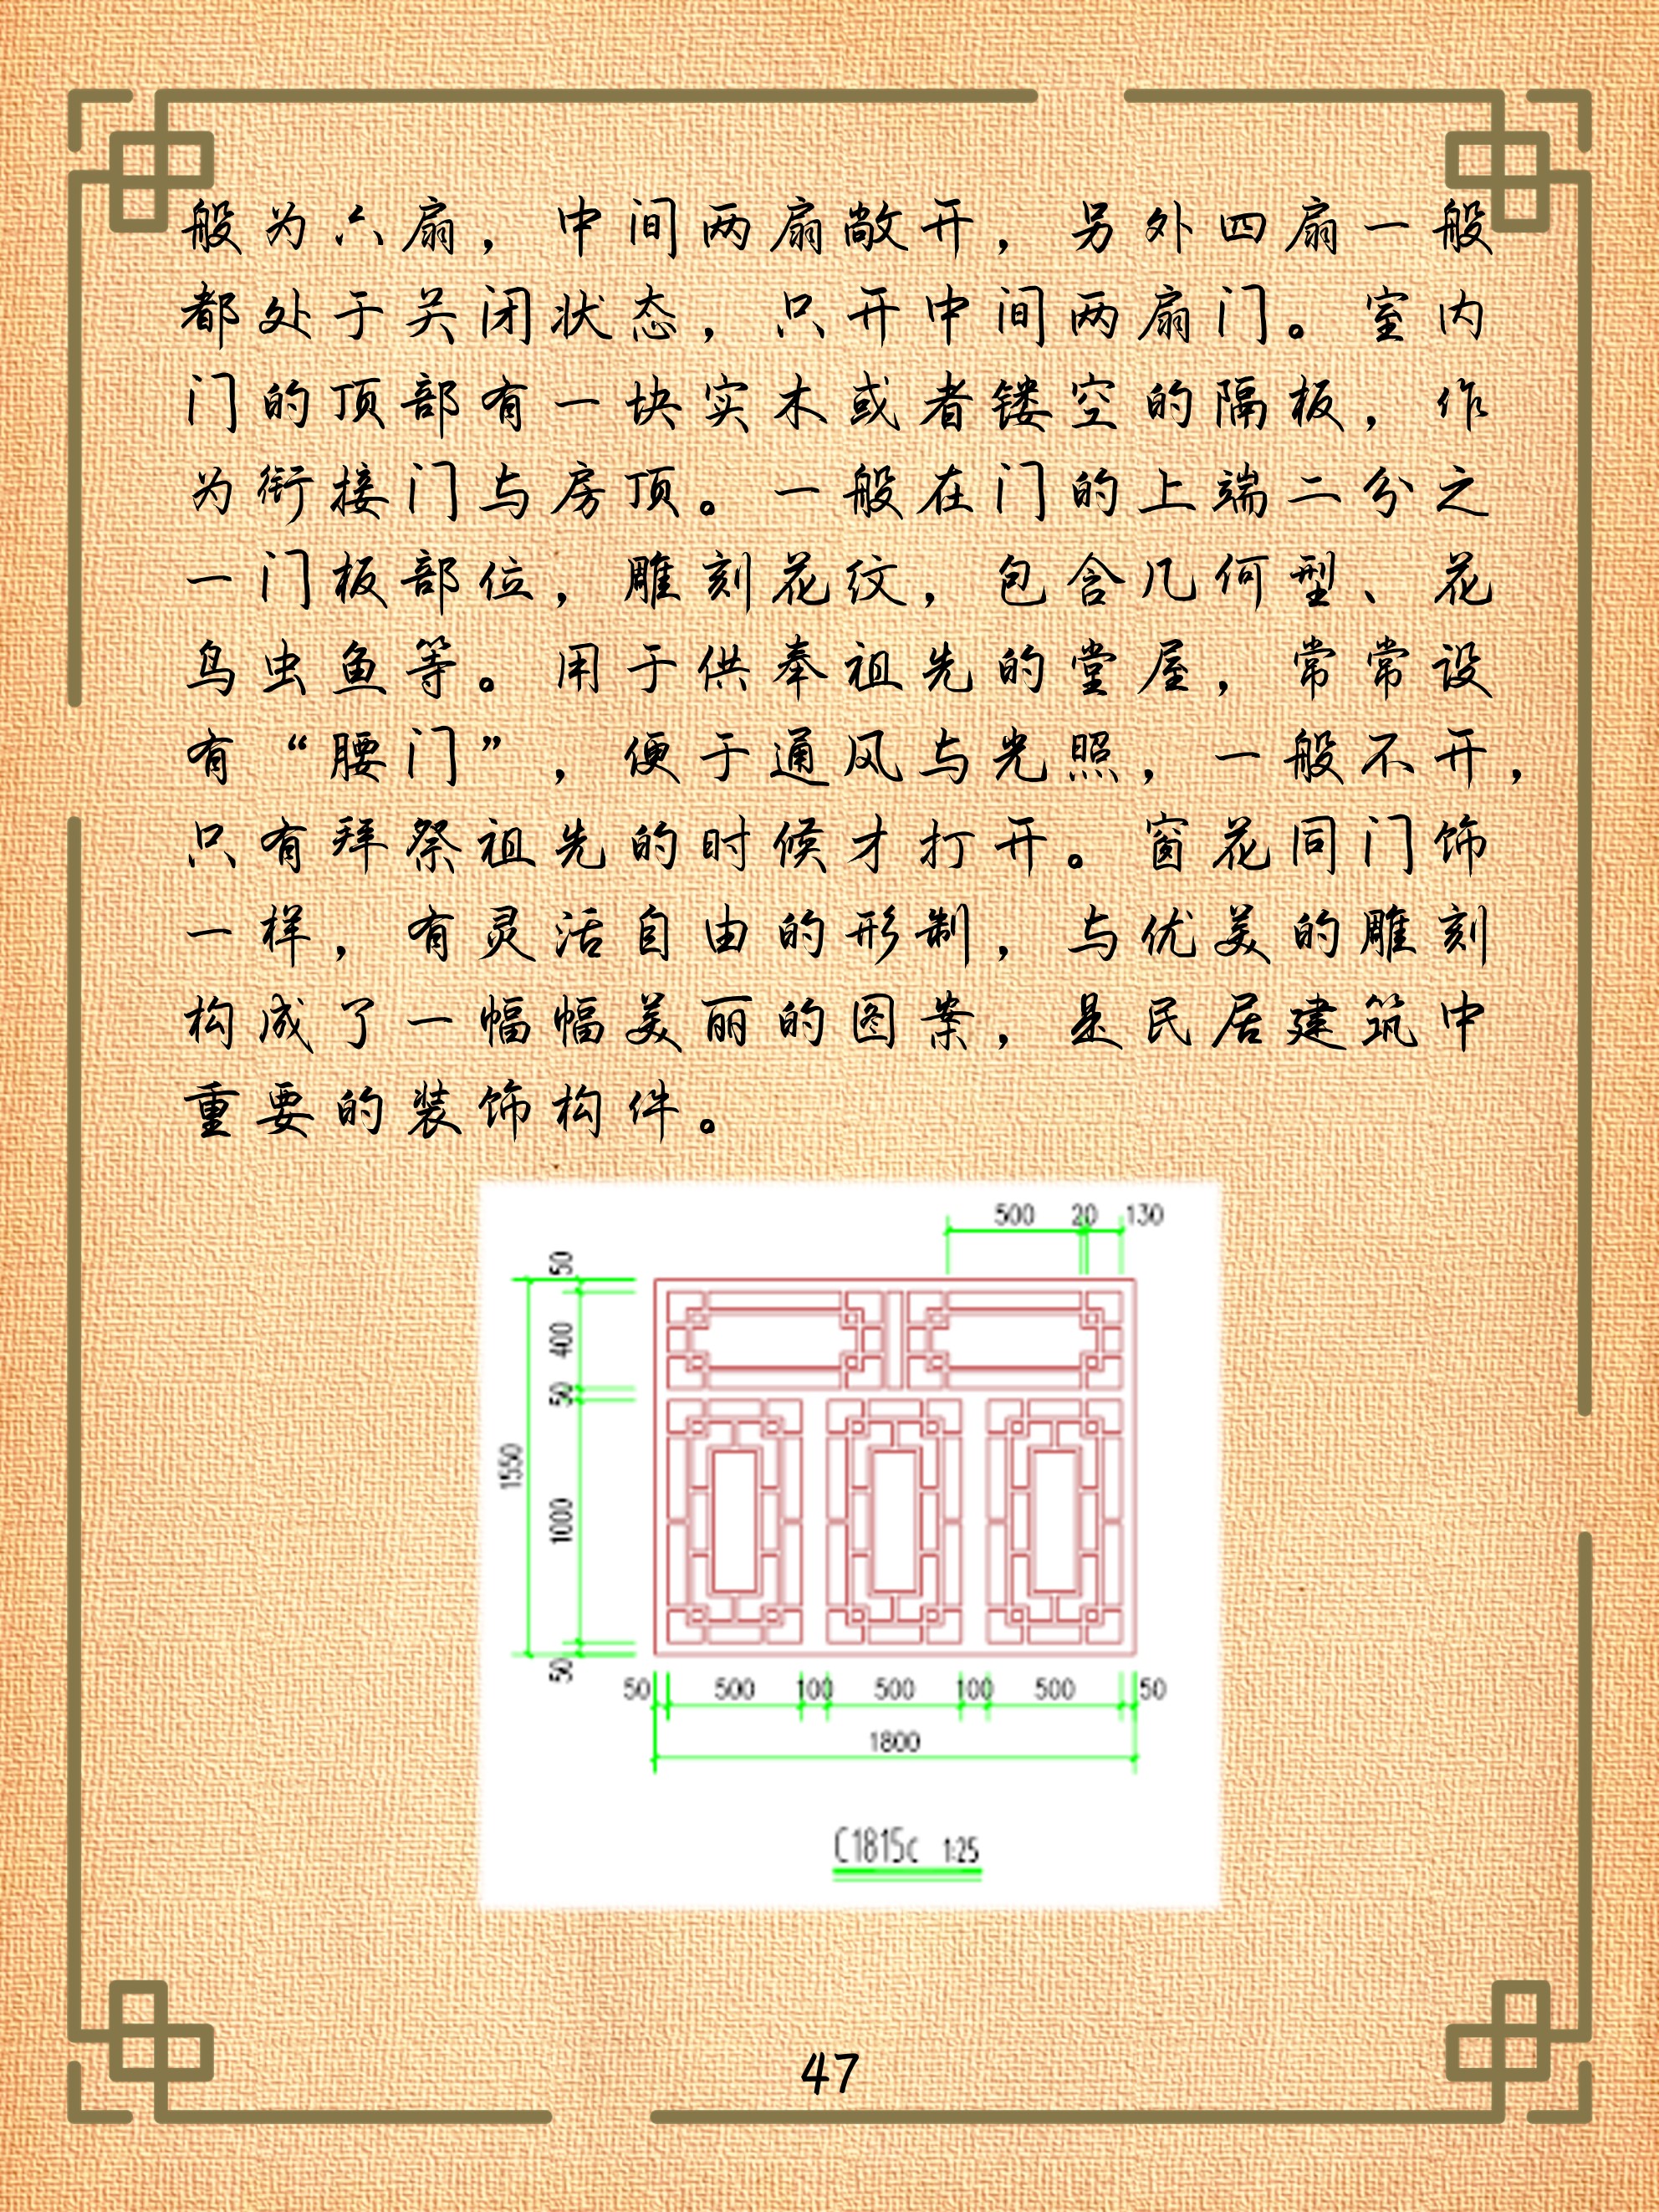 般为六扇，中间两扇敞开，另外四扇一般
都处于关闭状态，只开中间两扇门。室内
门的顶部有一块实木或者镂空的隔板，作
为衔接门与房顶。一般在门的上端二分之
一门板部位，雕刻花纹，包含几何型、花
鸟虫鱼等。用于供奉祖先的堂屋，常常设
有“腰门”，便于通风与光照，一般不开，
只有拜祭祖先的时候才打开。窗花同门饰
一样，有灵活自由的形制，与优美的雕刻
构成了一幅幅美丽的图案，是民居建筑中
重要的装饰构件。
500 20 130
50
400
50
1550
1000
50
50 500 100 500 100 500 50
1800
C1815c 1:25
47